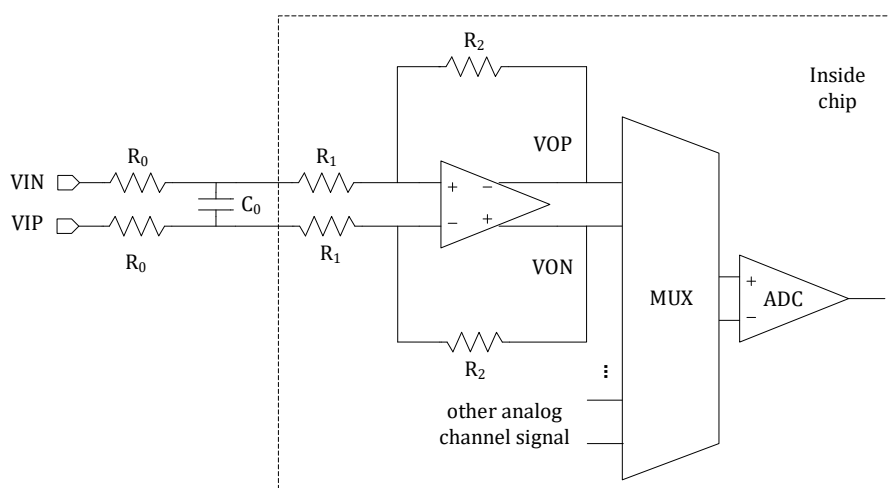 R2
Inside
chip
VOP
R0
R1
VIN
+
−
C0
−
+
VIP
R0
R1
VON
MUX
+
−
ADC
R2
⋮
other analog
channel signal